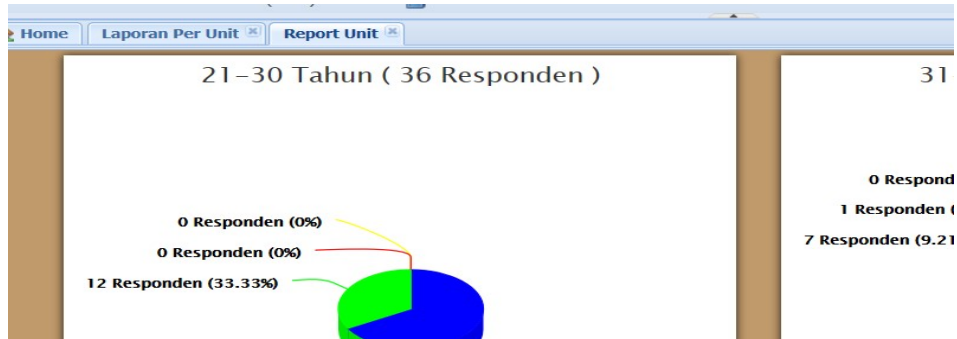 Home
Laporan Per Unit
Report Unit
21-30 Tahun ( 36 Responden )
0 Responden (0%)
0 Responden (0%)
12 Responden (33.33%)
31-
0 Respond
1 Responden (
7 Responden (9.21